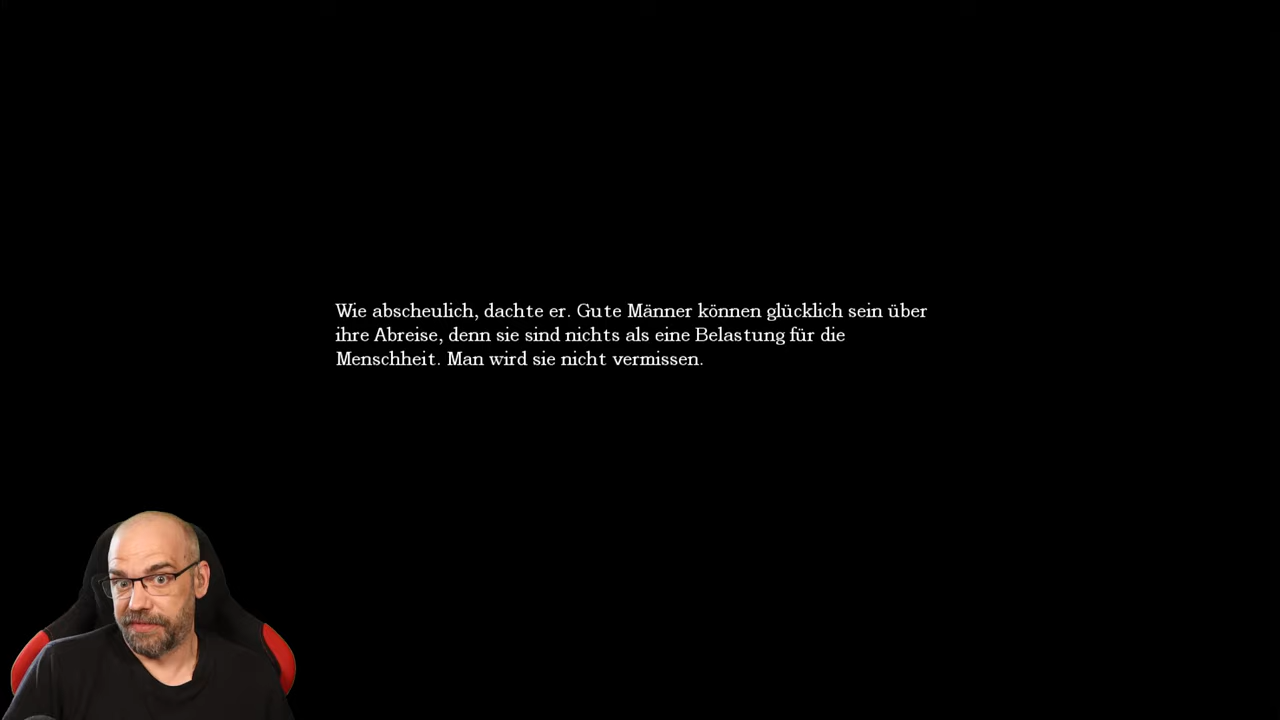 Wie abscheulich, dachte er. Gute Männer können glücklich sein über
ihre Abreise, denn sie sind nichts als eine Belastung für die
Menschheit. Man wird sie nicht vermissen.